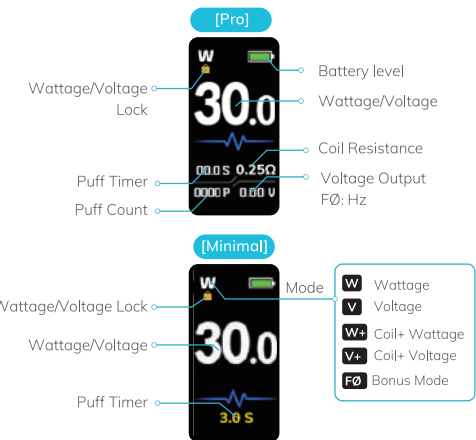 [Pro]
W
30.0
00.0 S 0.25Ω
0000 P 0.00 V
Wattage/Voltage
Lock
Puff Timer
Puff Count
Battery level
Wattage/Voltage
Coil Resistance
Voltage Output
FØ: Hz
[Minimal]
W
30.0
3.0 S
Wattage/Voltage Lock
Wattage/Voltage
Puff Timer
Mode
W Wattage
V Voltage
W+ Coil+ Wattage
V+ Coil+ Voltage
FØ Bonus Mode